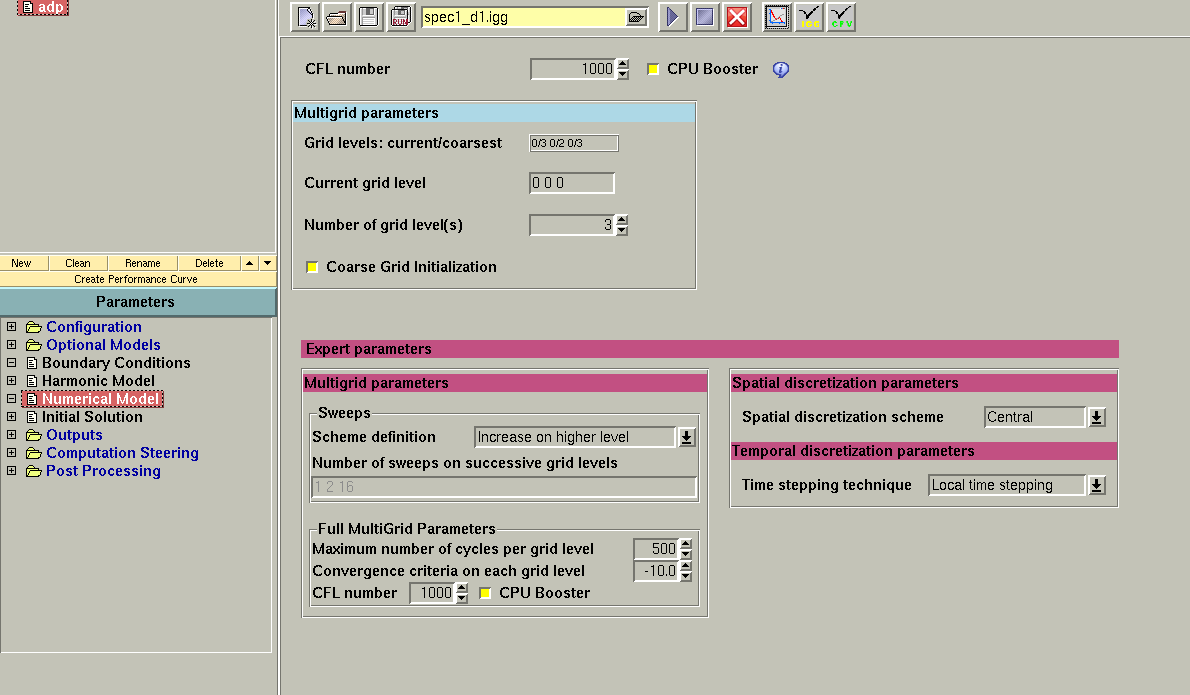 adp
RUN
spec1_d1.igg
IGG
CFV
CFL number 1000 CPU Booster
Multigrid parameters
Grid levels: current/coarsest 0/3 0/2 0/3
Current grid level 0 0 0
Number of grid level(s) 3
Coarse Grid Initialization
New Clean Rename Delete
Create Performance Curve
Parameters
Configuration
Optional Models
Boundary Conditions
Harmonic Model
Numerical Model
Initial Solution
Outputs
Computation Steering
Post Processing
Expert parameters
Multigrid parameters
Sweeps
Scheme definition Increase on higher level
Number of sweeps on successive grid levels
1 2 16
Full MultiGrid Parameters
Maximum number of cycles per grid level 500
Convergence criteria on each grid level -10.0
CFL number 1000 CPU Booster
Spatial discretization parameters
Spatial discretization scheme Central
Temporal discretization parameters
Time stepping technique Local time stepping